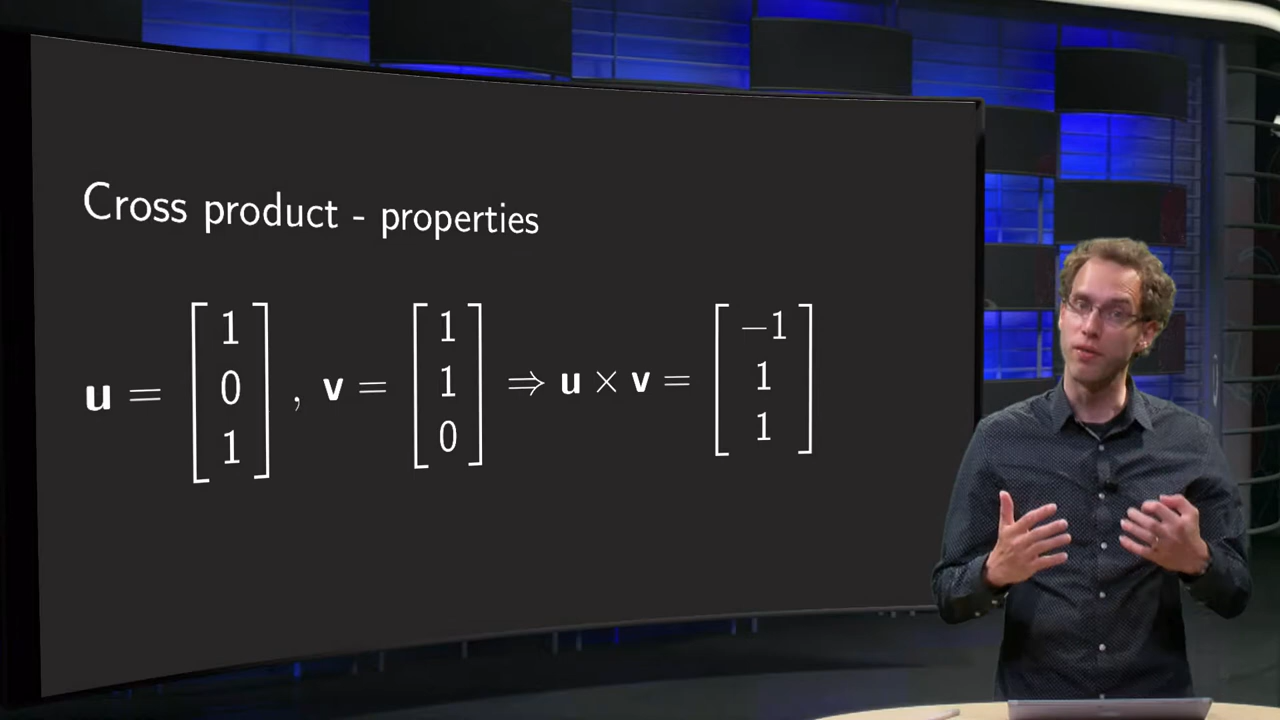 Cross product - properties
u = [1 0 1], v = [1 1 0] ⇒ u × v = [−1 1 1]